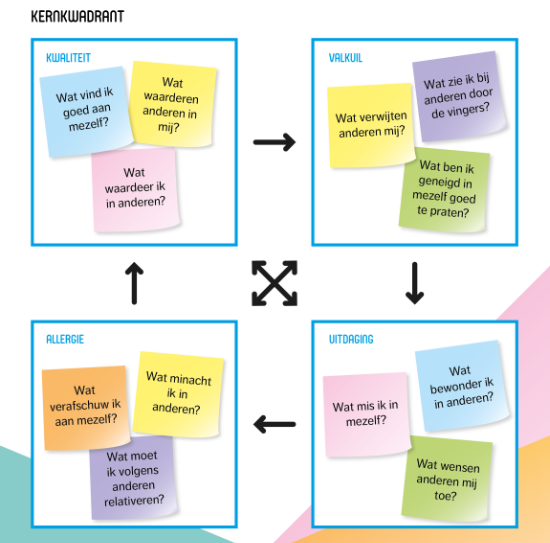 KERNKWADRANT
KWALITEIT
Wat vind ik
goed aan
mezelf?
Wat
waarderen
anderen in
mij?
Wat
waardeer ik
in anderen?
VALKUIL
Wat verwijten
anderen mij?
Wat zie ik bij
anderen door
de vingers?
Wat ben ik
geneigd in
mezelf goed
te praten?
ALLERGIE
Wat
verafschuw ik
aan mezelf?
Wat minacht
ik in
anderen?
Wat moet
ik volgens
anderen
relativeren?
UITDAGING
Wat mis ik in
mezelf?
Wat
bewonder ik
in anderen?
Wat wensen
anderen mij
toe?